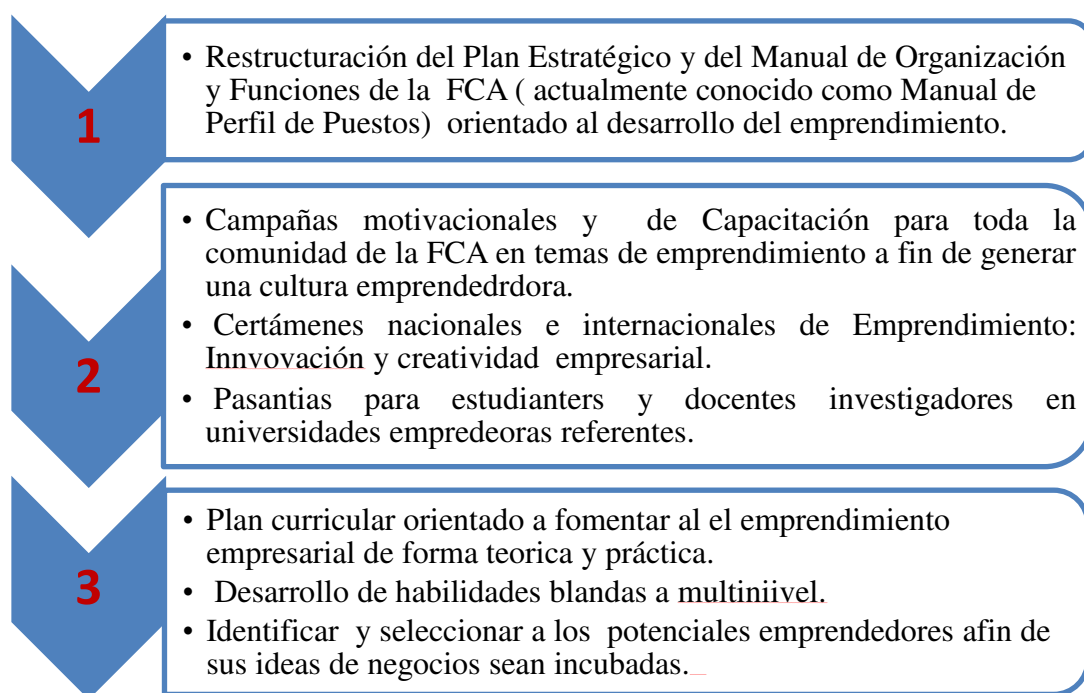 1
• Restructuración del Plan Estratégico y del Manual de Organización
y Funciones de la FCA ( actualmente conocido como Manual de
Perfil de Puestos) orientado al desarrollo del emprendimiento.
2
• Campañas motivacionales y de Capacitación para toda la
comunidad de la FCA en temas de emprendimiento a fin de generar
una cultura emprendedrdora.
• Certámenes nacionales e internacionales de Emprendimiento:
Innvovación y creatividad empresarial.
• Pasantias para estudianters y docentes investigadores en
universidades empredeoras referentes.
3
• Plan curricular orientado a fomentar al el emprendimiento
empresarial de forma teorica y práctica.
• Desarrollo de habilidades blandas a multiniivel.
• Identificar y seleccionar a los potenciales emprendedores afin de
sus ideas de negocios sean incubadas.